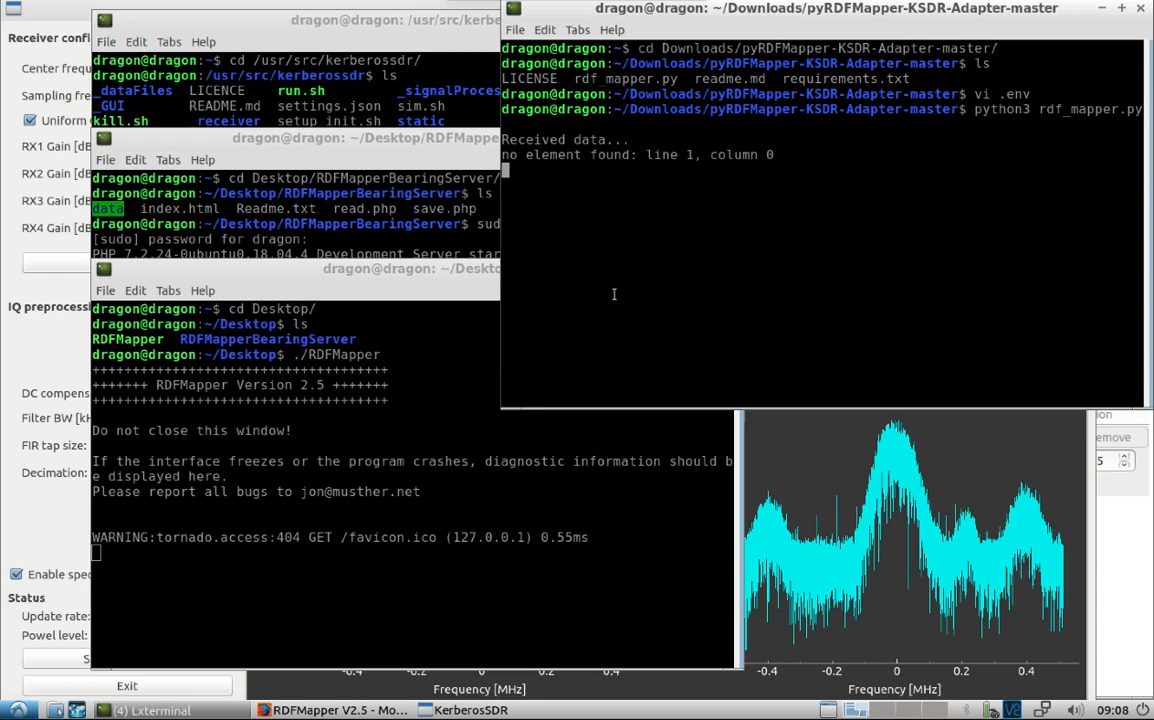 Receiver confi
Center frequ
Sampling fre
Uniform
RX1 Gain [dB
RX2 Gain [dB
RX3 Gain [dB
RX4 Gain [dB
IQ preprocess
DC compens
Filter BW [kH
FIR tap size:
Decimation:
Enable spec
Status
Update rate:
Powel level:
S
Exit
dragon@dragon: /usr/src/kerbe
File Edit Tabs Help
dragon@dragon:~$ cd /usr/src/kerberossdr/
dragon@dragon:/usr/src/kerberossdr$ ls
_dataFiles LICENCE run.sh _signalProces
_GUI README.md settings.json sim.sh
kill.sh receiver setup_init.sh static
dragon@dragon: ~/Desktop/RDFMappe
File Edit Tabs Help
dragon@dragon:~$ cd Desktop/RDFMapperBearingServer/
dragon@dragon:~/Desktop/RDFMapperBearingServer$ ls
data index.html Readme.txt read.php save.php
dragon@dragon:~/Desktop/RDFMapperBearingServer$ sud
[sudo] password for dragon:
PHP 7.2.24-0ubuntu0.18.04.4 Development Server star
dragon@dragon: ~/Deskto
File Edit Tabs Help
dragon@dragon:~$ cd Desktop/
dragon@dragon:~/Desktop$ ls
RDFMapper RDFMapperBearingServer
dragon@dragon:~/Desktop$ ./RDFMapper
+++++++++++++++++++++++++++++++++++++
+++++++ RDFMapper Version 2.5 +++++++
+++++++++++++++++++++++++++++++++++++
Do not close this window!
If the interface freezes or the program crashes, diagnostic information should b
e displayed here.
Please report all bugs to jon@musther.net
WARNING:tornado.access:404 GET /favicon.ico (127.0.0.1) 0.55ms
dragon@dragon: ~/Downloads/pyRDFMapper-KSDR-Adapter-master
File Edit Tabs Help
dragon@dragon:~$ cd Downloads/pyRDFMapper-KSDR-Adapter-master/
dragon@dragon:~/Downloads/pyRDFMapper-KSDR-Adapter-master$ ls
LICENSE rdf_mapper.py readme.md requirements.txt
dragon@dragon:~/Downloads/pyRDFMapper-KSDR-Adapter-master$ vi .env
dragon@dragon:~/Downloads/pyRDFMapper-KSDR-Adapter-master$ python3 rdf_mapper.py
Received data...
no element found: line 1, column 0
ion
emove
5
-0.4 -0.2 0 0.2 0.4
Frequency [MHz]
-0.4 -0.2 0 0.2 0.4
Frequency [MHz]
(4) Lxterminal
RDFMapper V2.5 - Mo...
KerberosSDR
09:08